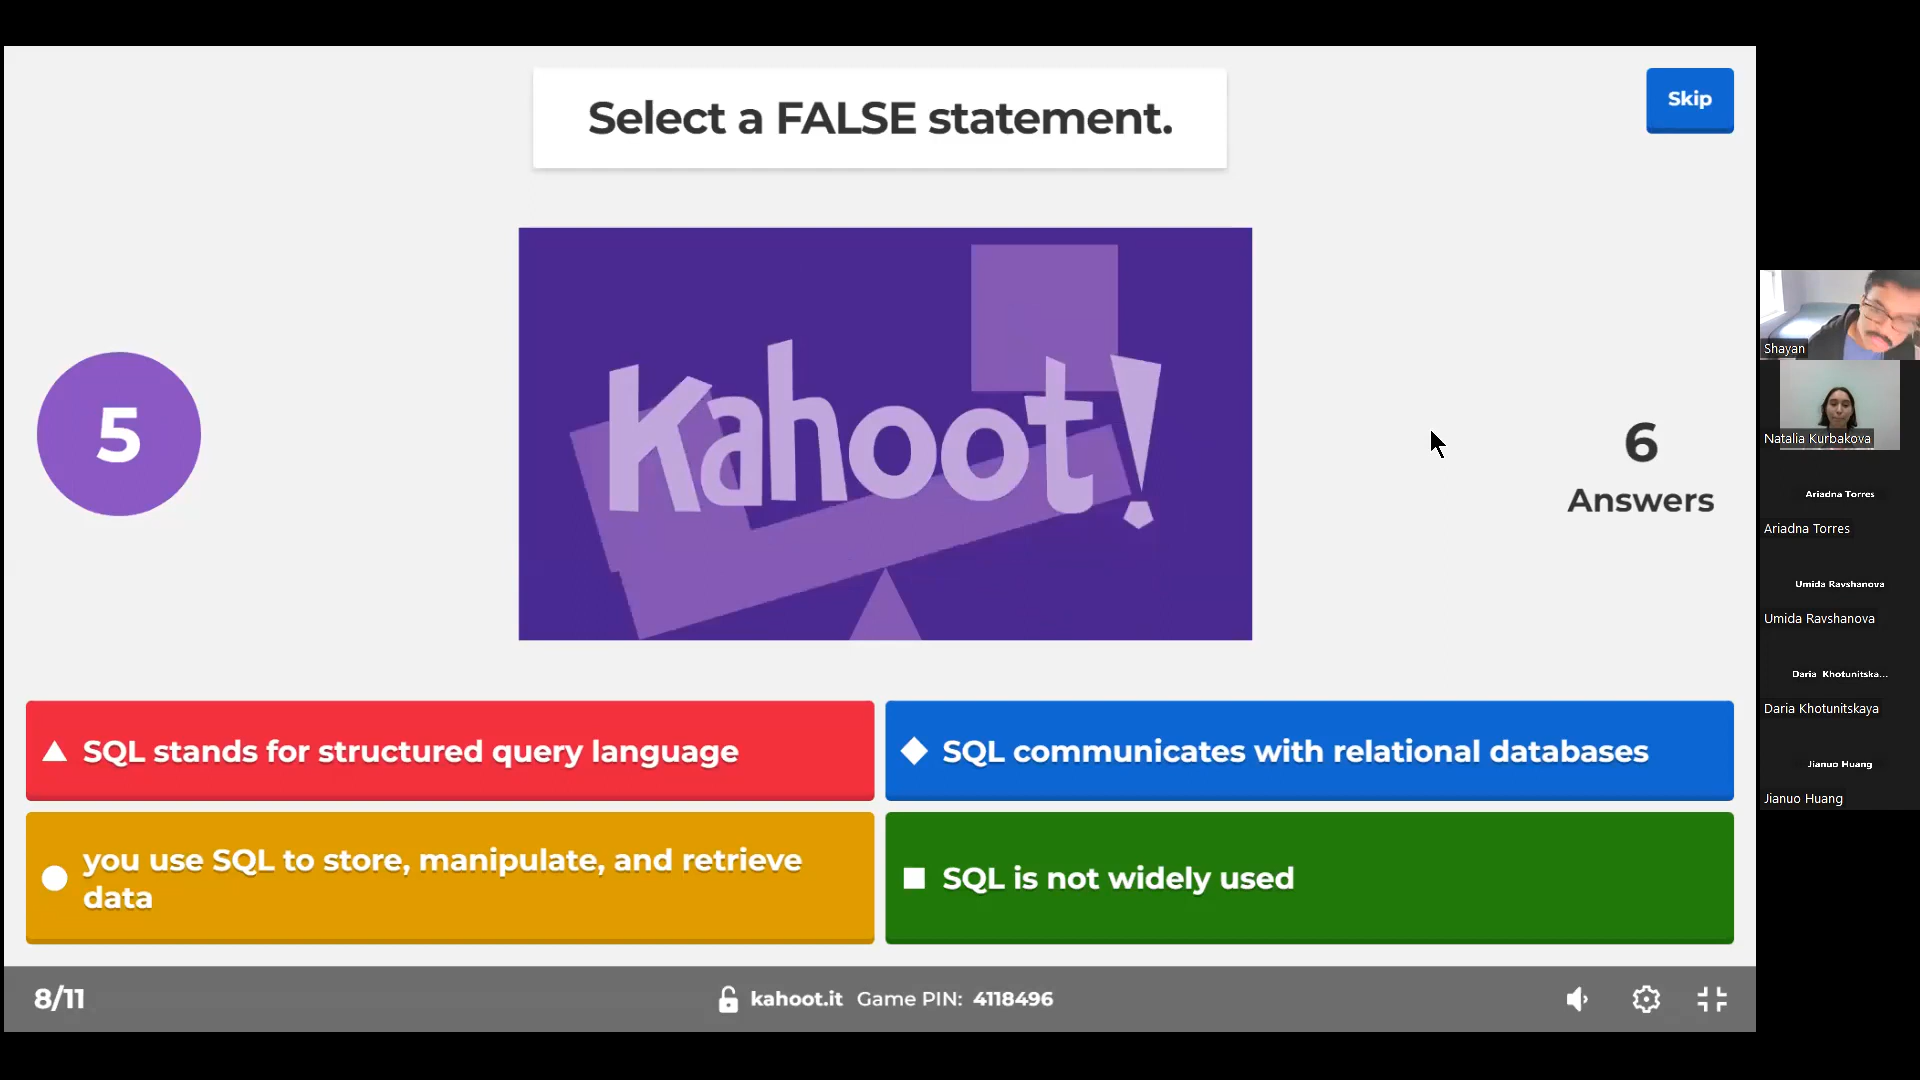 Select a FALSE statement.
Skip
5
Kahoot!
6
Answers
SQL stands for structured query language
SQL communicates with relational databases
you use SQL to store, manipulate, and retrieve
data
SQL is not widely used
8/11
kahoot.it Game PIN: 4118496
Shayan
Natalia Kurbakova
Ariadna Torres
Ariadna Torres
Umida Ravshanova
Umida Ravshanova
Daria Khotunitska...
Daria Khotunitskaya
Jianuo Huang
Jianuo Huang